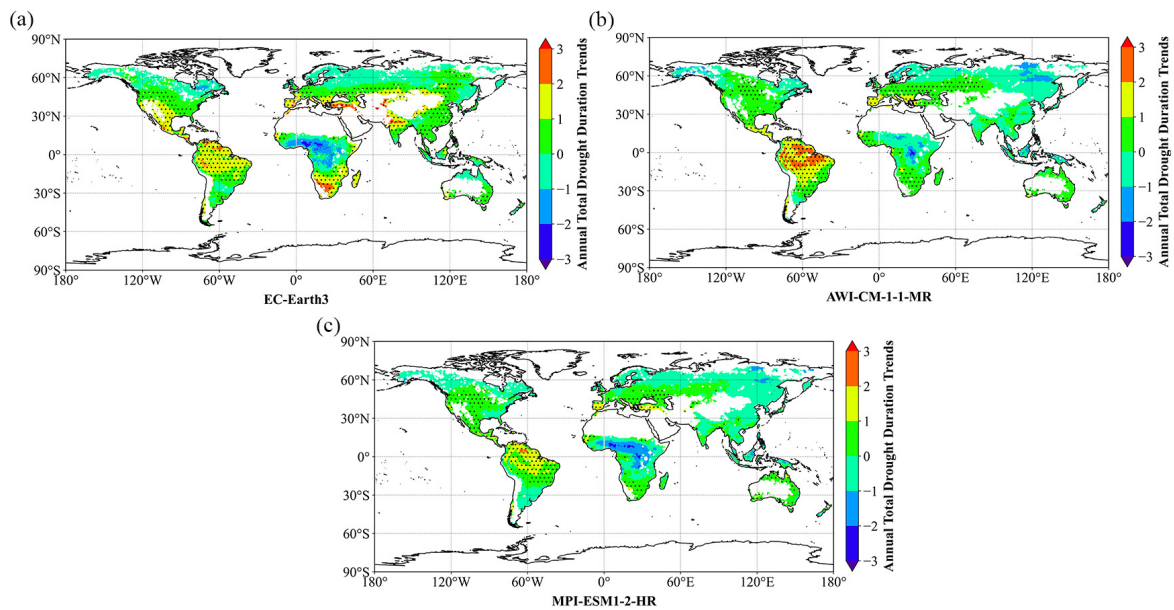 (a)
90°N
60°N
30°N
0°
30°S
60°S
90°S
180°
120°W
60°W
0°
60°E
120°E
180°
EC-Earth3
3
2
1
0
−1
−2
−3
Annual Total Drought Duration Trends
(b)
90°N
60°N
30°N
0°
30°S
60°S
90°S
180°
120°W
60°W
0°
60°E
120°E
180°
AWI-CM-1-1-MR
3
2
1
0
−1
−2
−3
Annual Total Drought Duration Trends
(c)
90°N
60°N
30°N
0°
30°S
60°S
90°S
180°
120°W
60°W
0°
60°E
120°E
180°
MPI-ESM1-2-HR
3
2
1
0
−1
−2
−3
Annual Total Drought Duration Trends